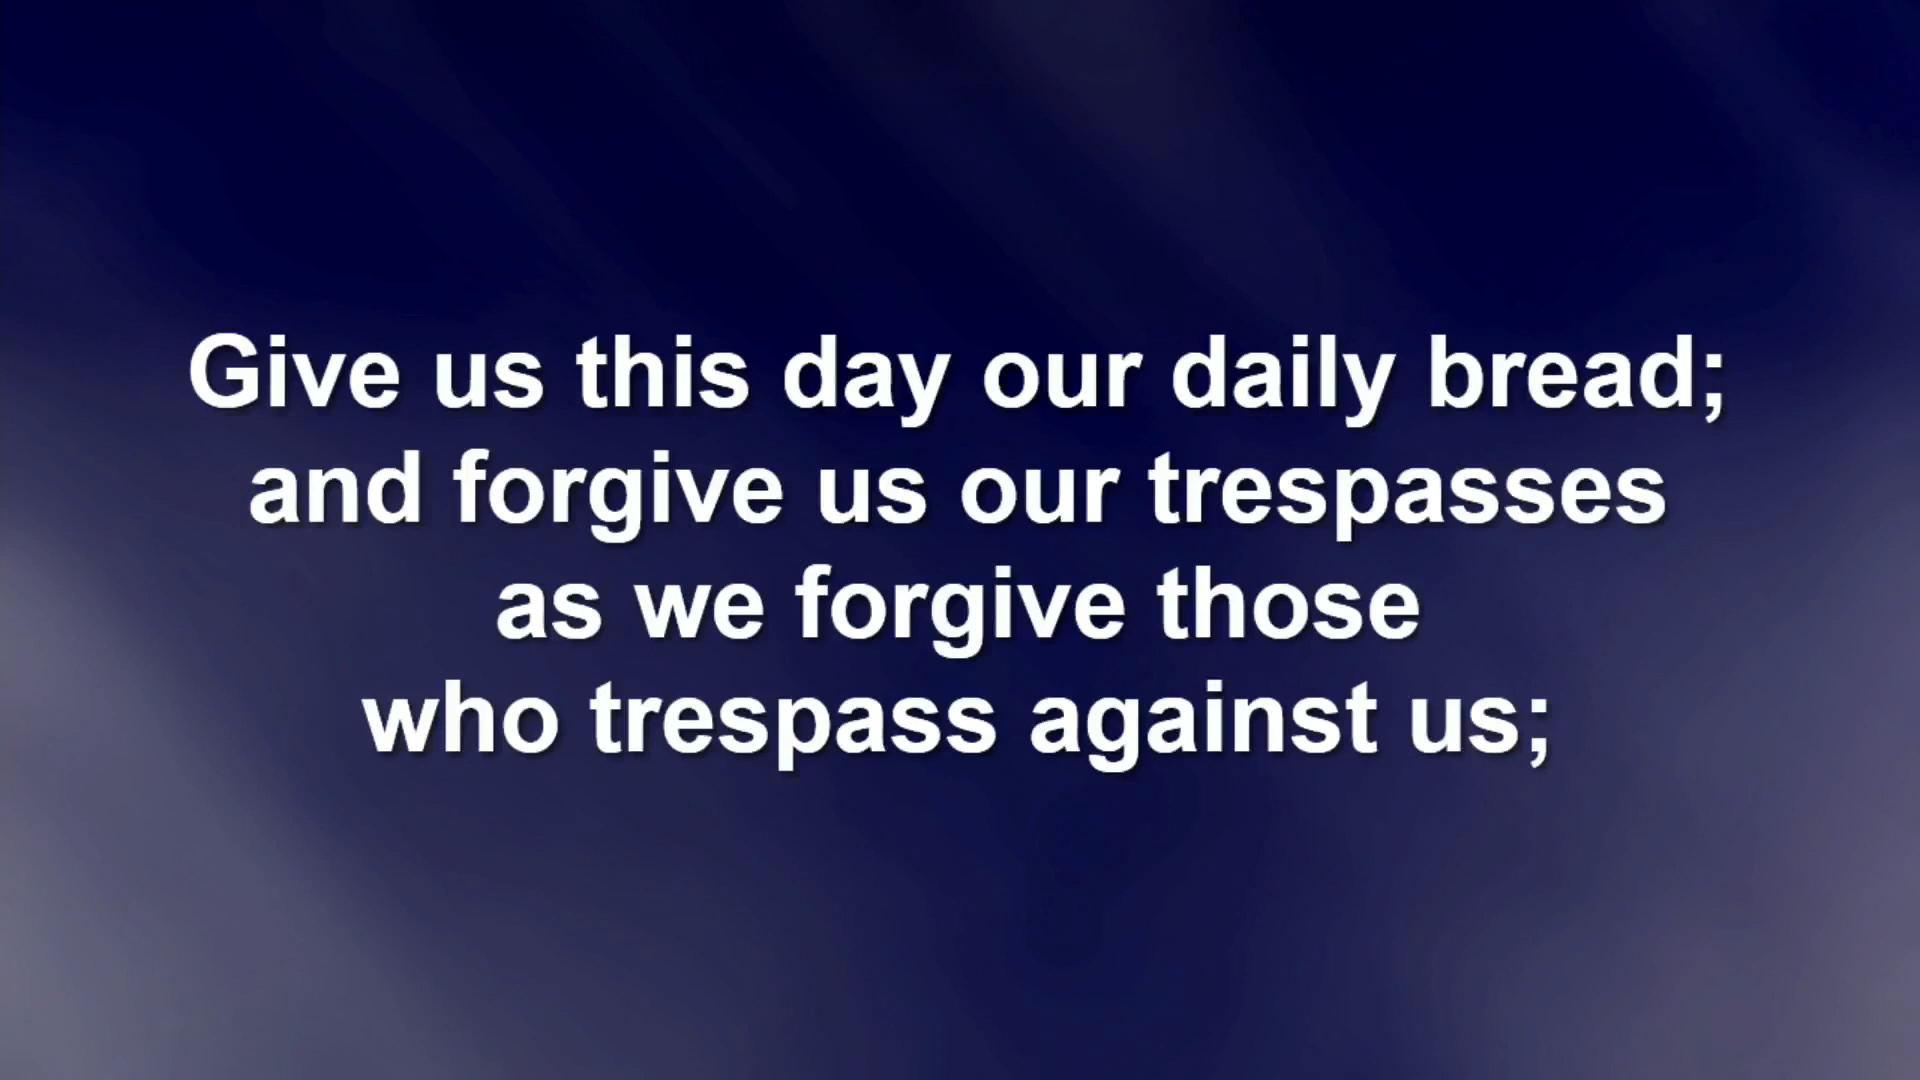 Give us this day our daily bread;
and forgive us our trespasses
as we forgive those
who trespass against us;